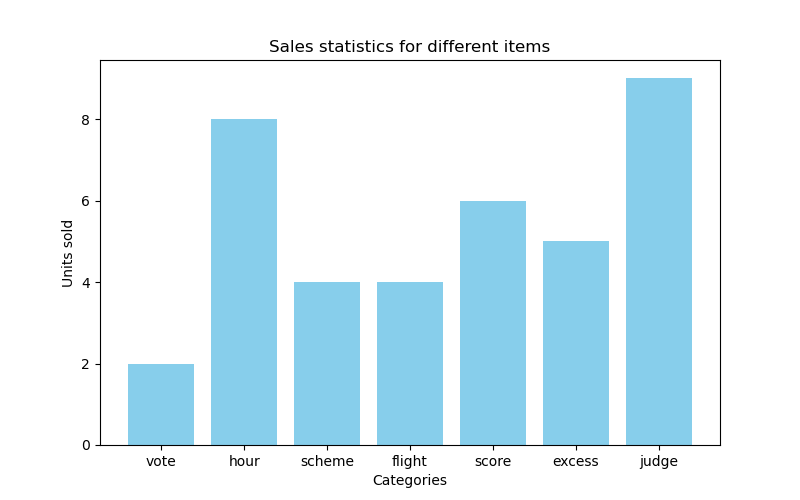 Sales statistics for different items
Units sold
8
6
4
2
0
vote hour scheme flight score excess judge
Categories